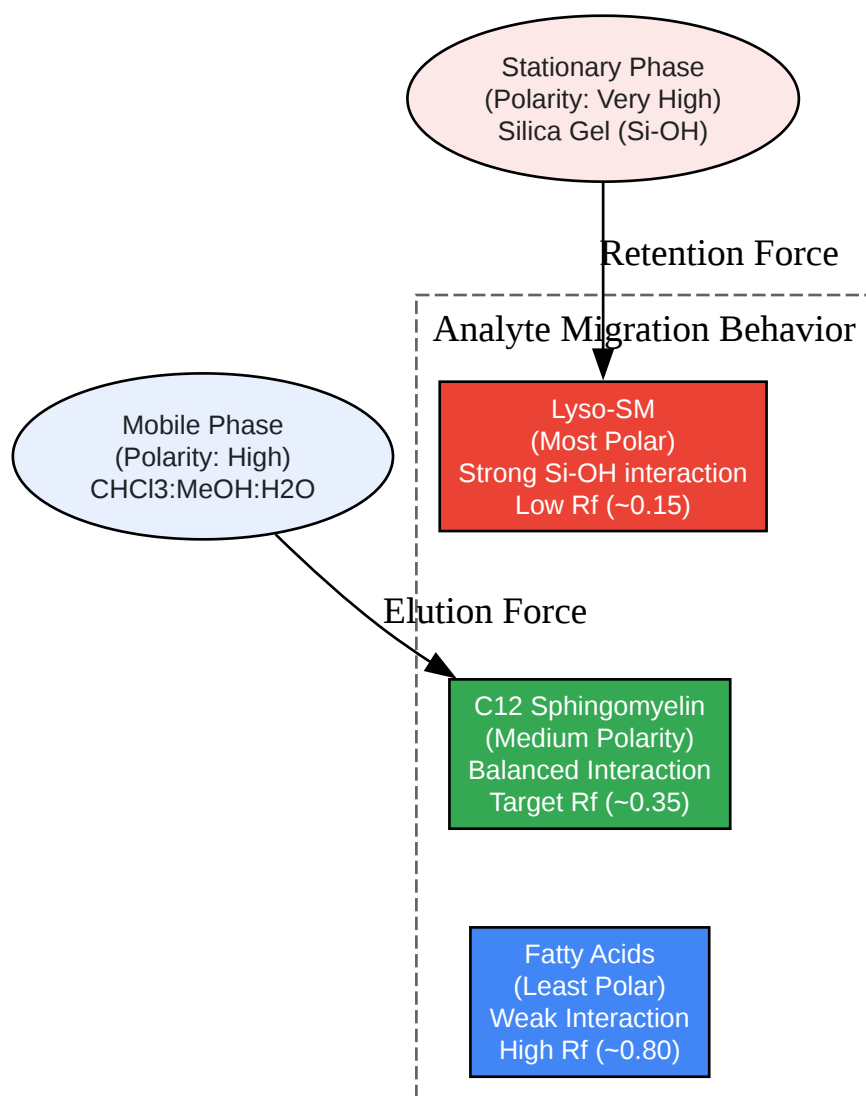 Stationary Phase
(Polarity: Very High)
Silica Gel (Si-OH)
Retention Force
Analyte Migration Behavior
Lyso-SM
(Most Polar)
Strong Si-OH interaction
Low Rf (~0.15)
Mobile Phase
(Polarity: High)
CHCl3:MeOH:H2O
Elution Force
C12 Sphingomyelin
(Medium Polarity)
Balanced Interaction
Target Rf (~0.35)
Fatty Acids
(Least Polar)
Weak Interaction
High Rf (~0.80)